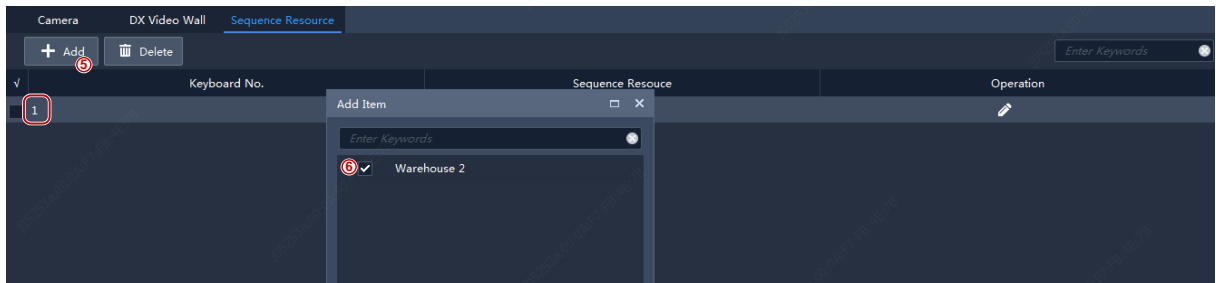 Camera DX Video Wall Sequence Resource
+ Add Delete Enter Keywords
5
√ Keyboard No. Sequence Resouce Operation
1
Add Item
Enter Keywords
6 Warehouse 2